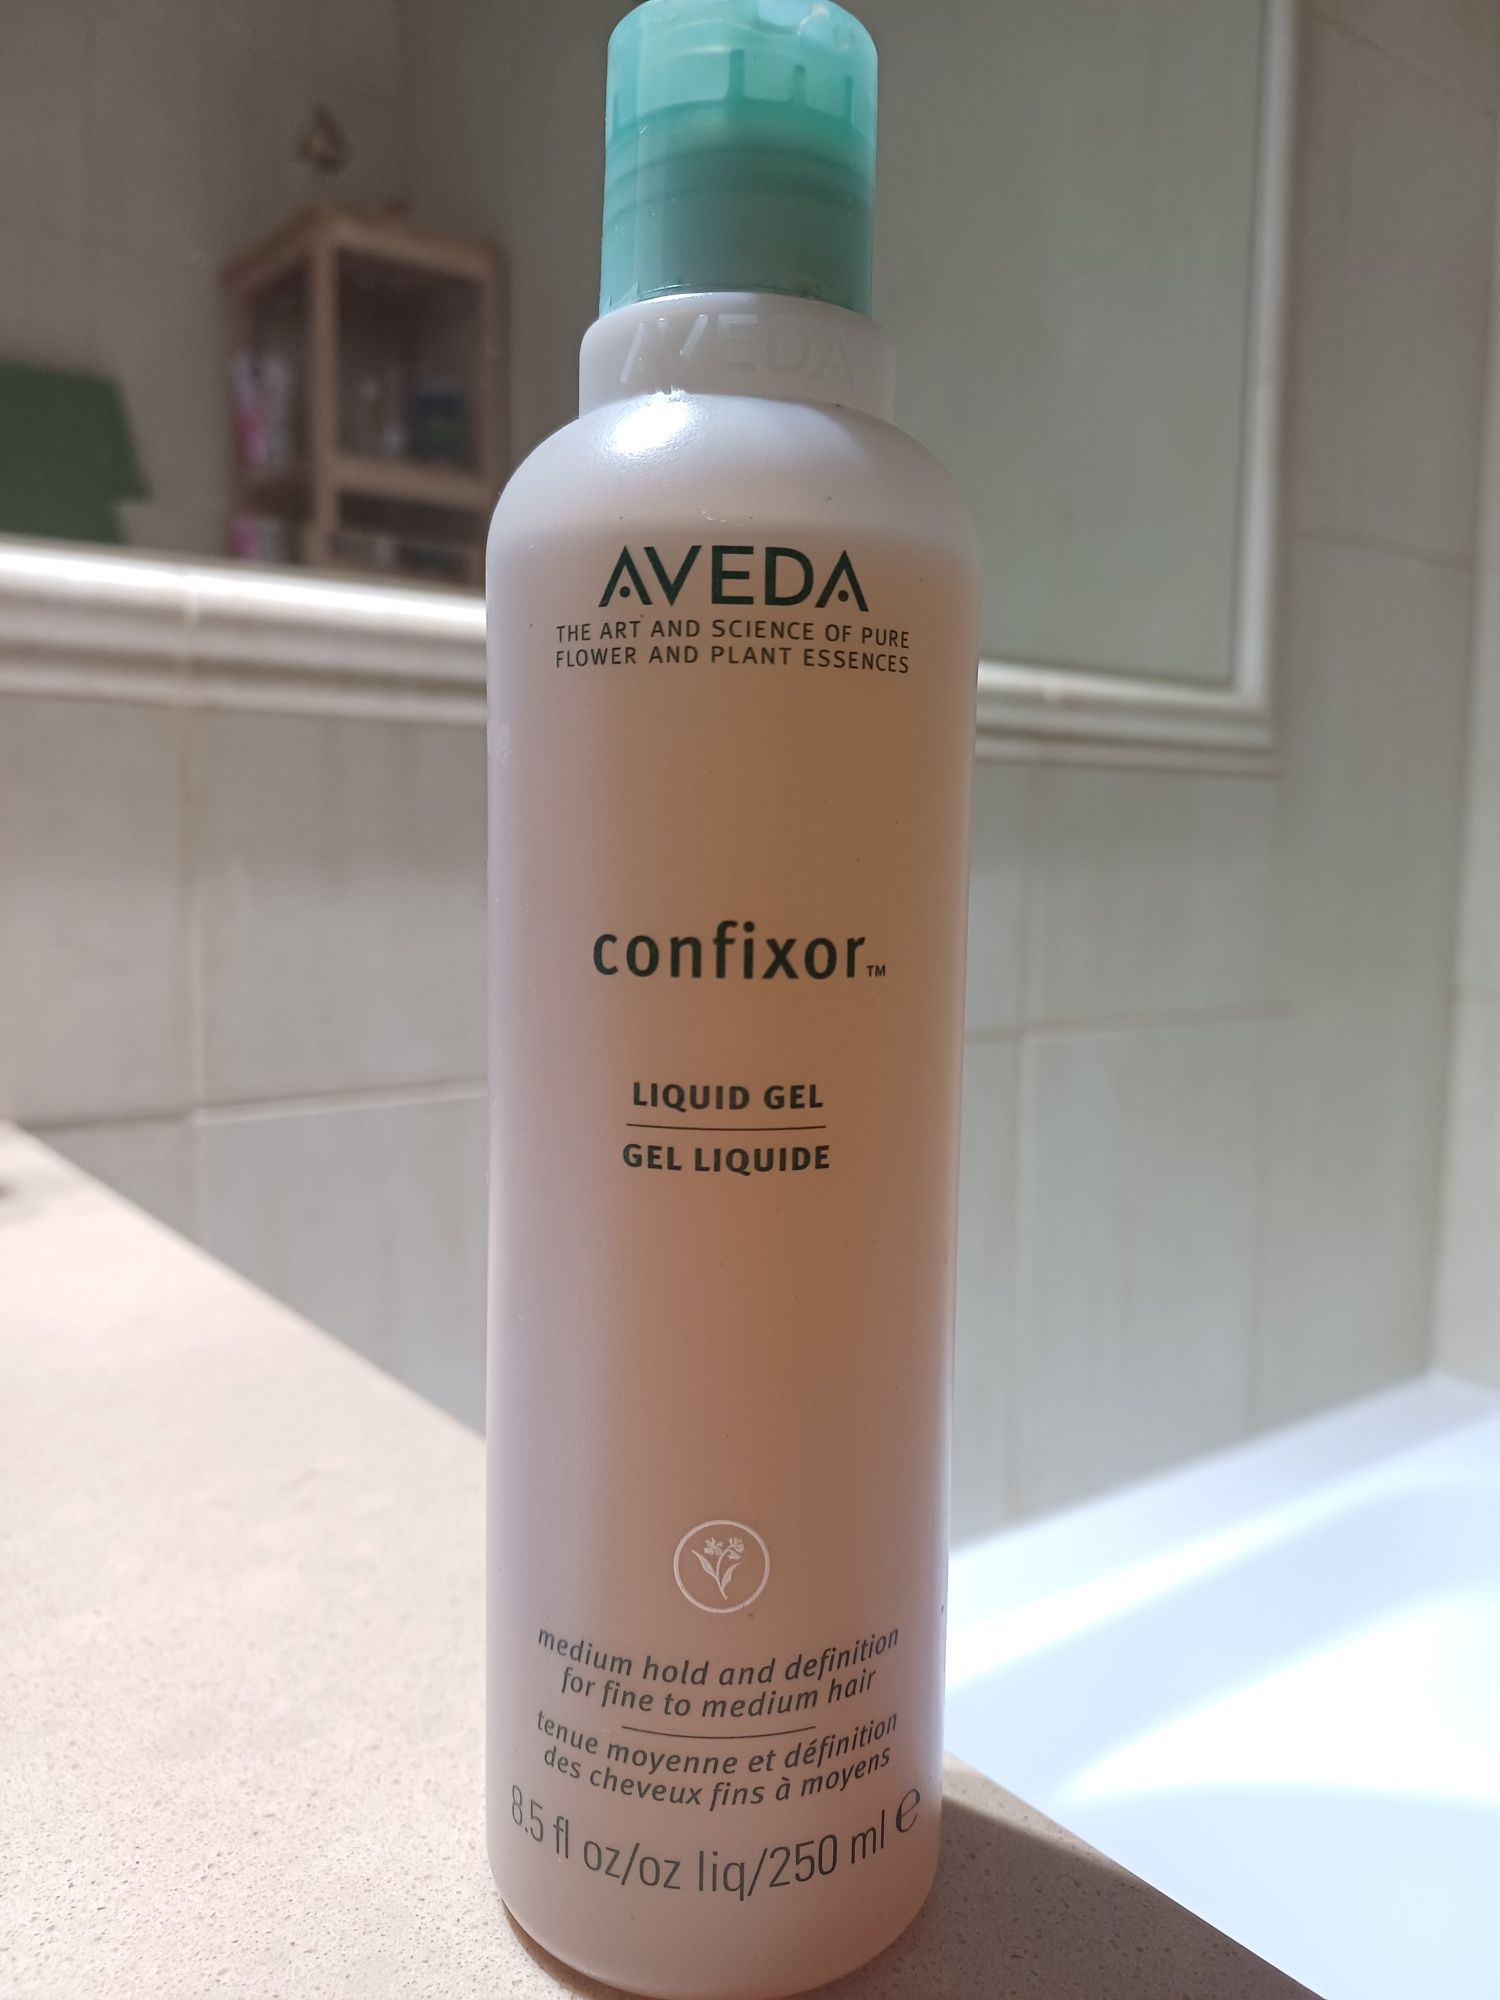 AVEDA
AVEDA
THE ART AND SCIENCE OF PURE
FLOWER AND PLANT ESSENCES
confixor™
LIQUID GEL
GEL LIQUIDE
medium hold and definition
for fine to medium hair
tenue moyenne et définition
des cheveux fins à moyens
8.5 fl oz/oz liq/250 ml ℮